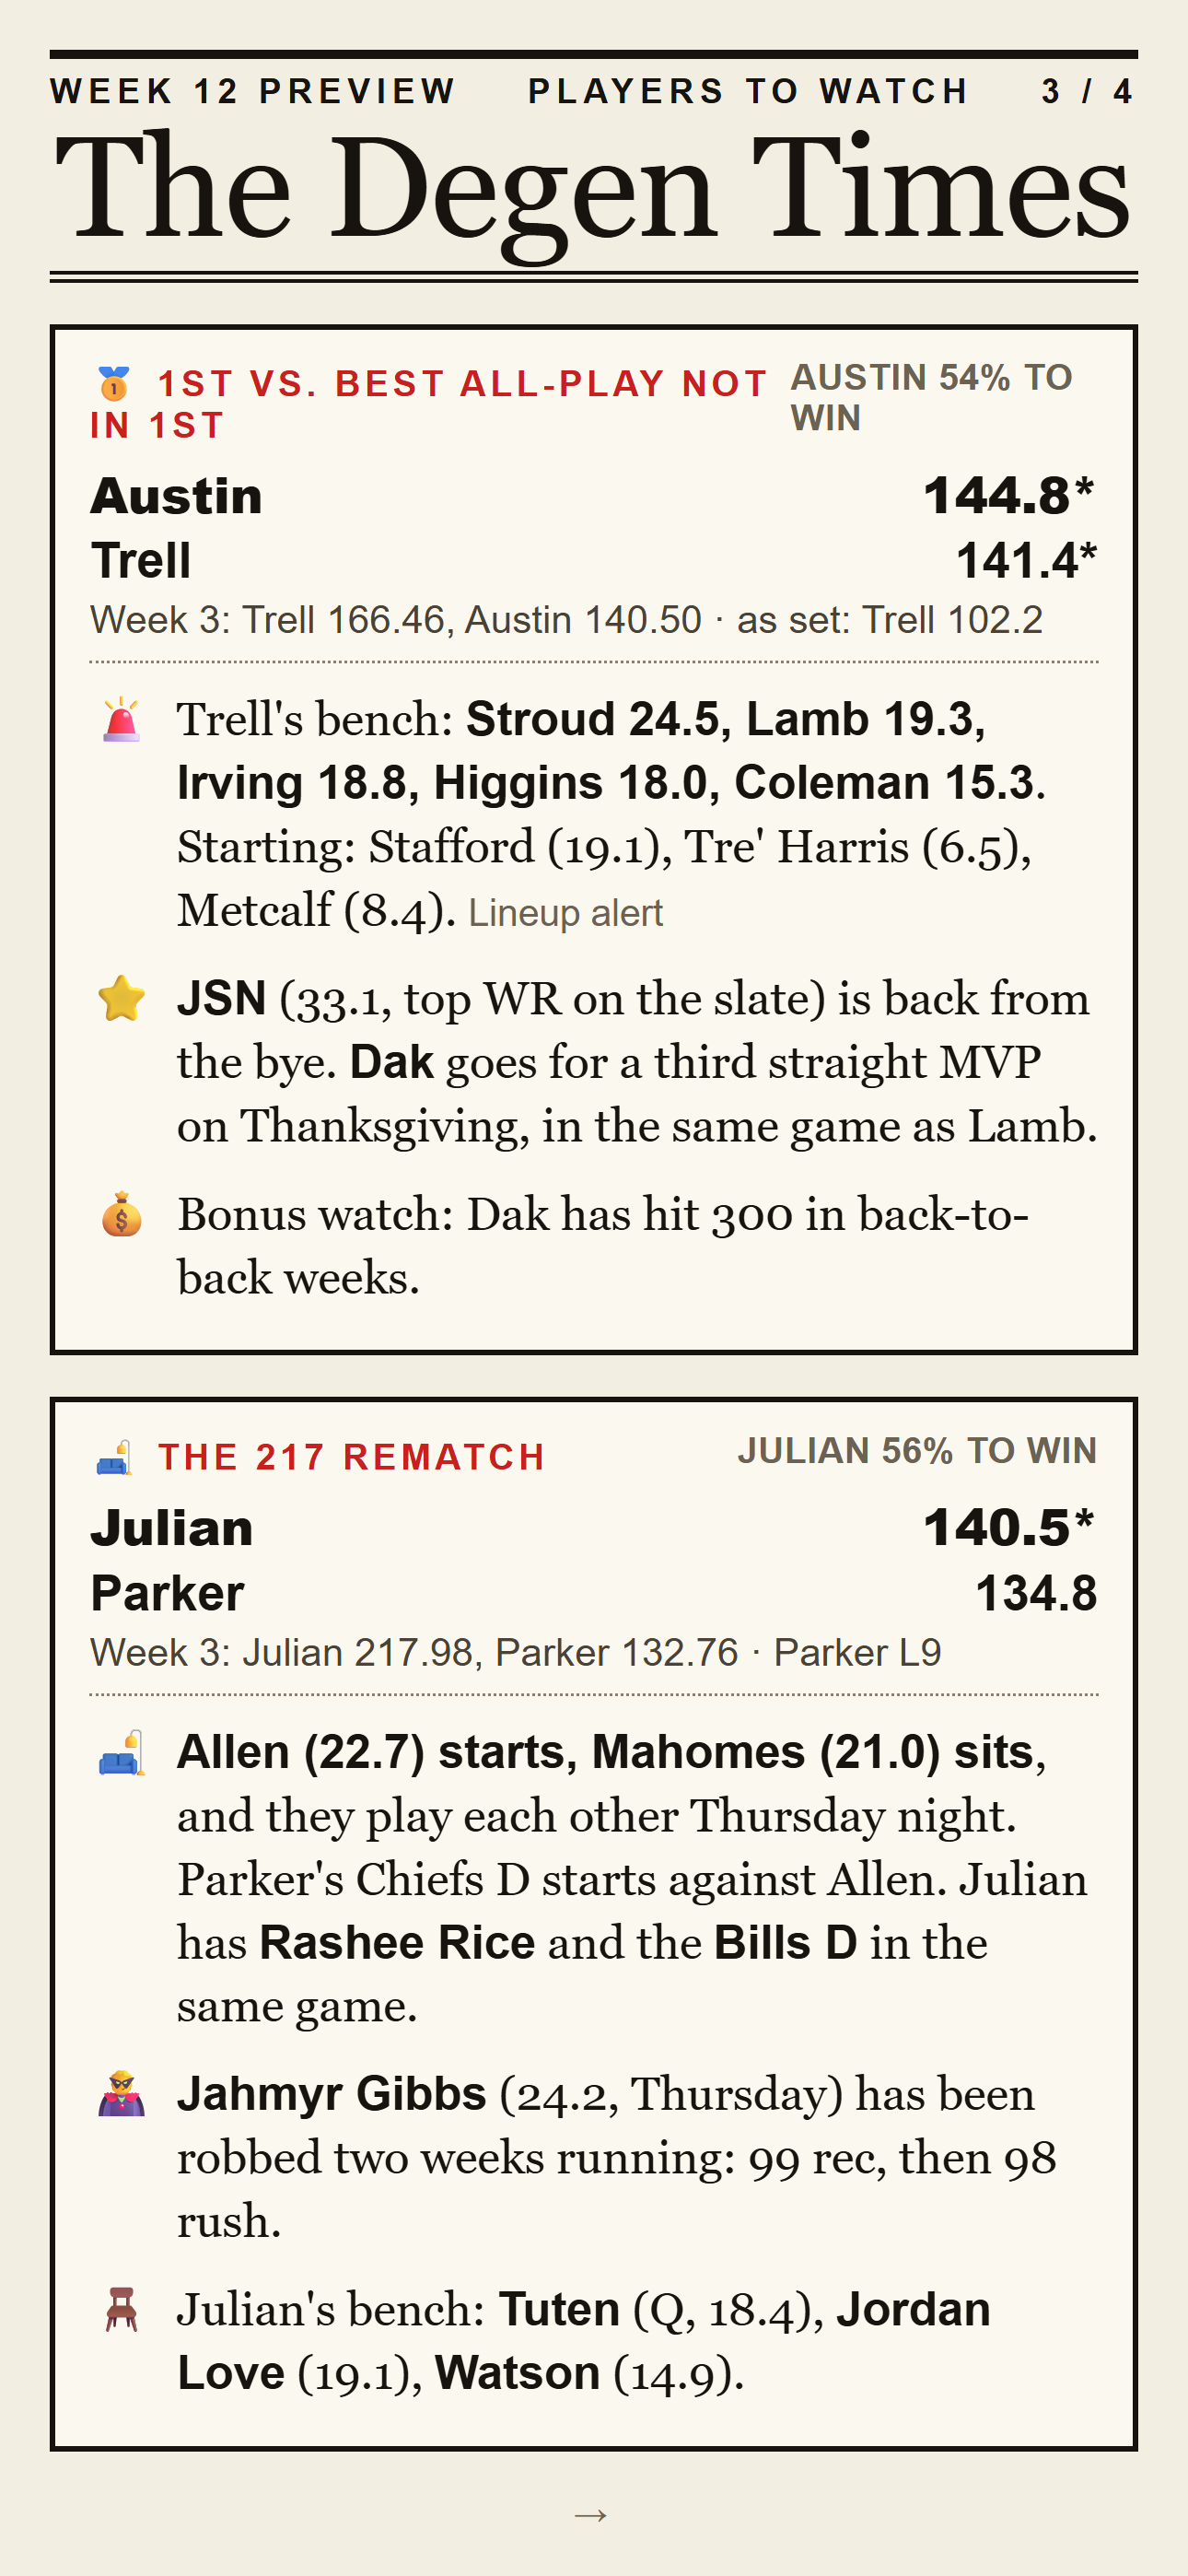 WEEK 12 PREVIEW PLAYERS TO WATCH 3 / 4
The Degen Times
1ST VS. BEST ALL-PLAY NOT IN 1ST
AUSTIN 54% TO WIN
Austin 144.8*
Trell 141.4*
Week 3: Trell 166.46, Austin 140.50 · as set: Trell 102.2
Trell's bench: Stroud 24.5, Lamb 19.3,
Irving 18.8, Higgins 18.0, Coleman 15.3.
Starting: Stafford (19.1), Tre' Harris (6.5),
Metcalf (8.4). Lineup alert
JSN (33.1, top WR on the slate) is back from
the bye. Dak goes for a third straight MVP
on Thanksgiving, in the same game as Lamb.
Bonus watch: Dak has hit 300 in back-to-
back weeks.
THE 217 REMATCH JULIAN 56% TO WIN
Julian 140.5*
Parker 134.8
Week 3: Julian 217.98, Parker 132.76 · Parker L9
Allen (22.7) starts, Mahomes (21.0) sits,
and they play each other Thursday night.
Parker's Chiefs D starts against Allen. Julian
has Rashee Rice and the Bills D in the
same game.
Jahmyr Gibbs (24.2, Thursday) has been
robbed two weeks running: 99 rec, then 98
rush.
Julian's bench: Tuten (Q, 18.4), Jordan
Love (19.1), Watson (14.9).
→